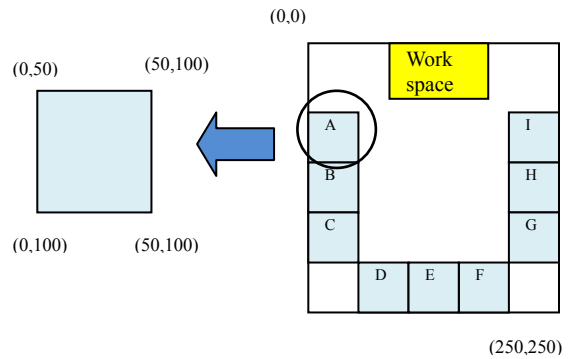 (0,0)
(0,50)
(50,100)
Work
space
A
I
B
H
C
G
(0,100)
(50,100)
D
E
F
(250,250)